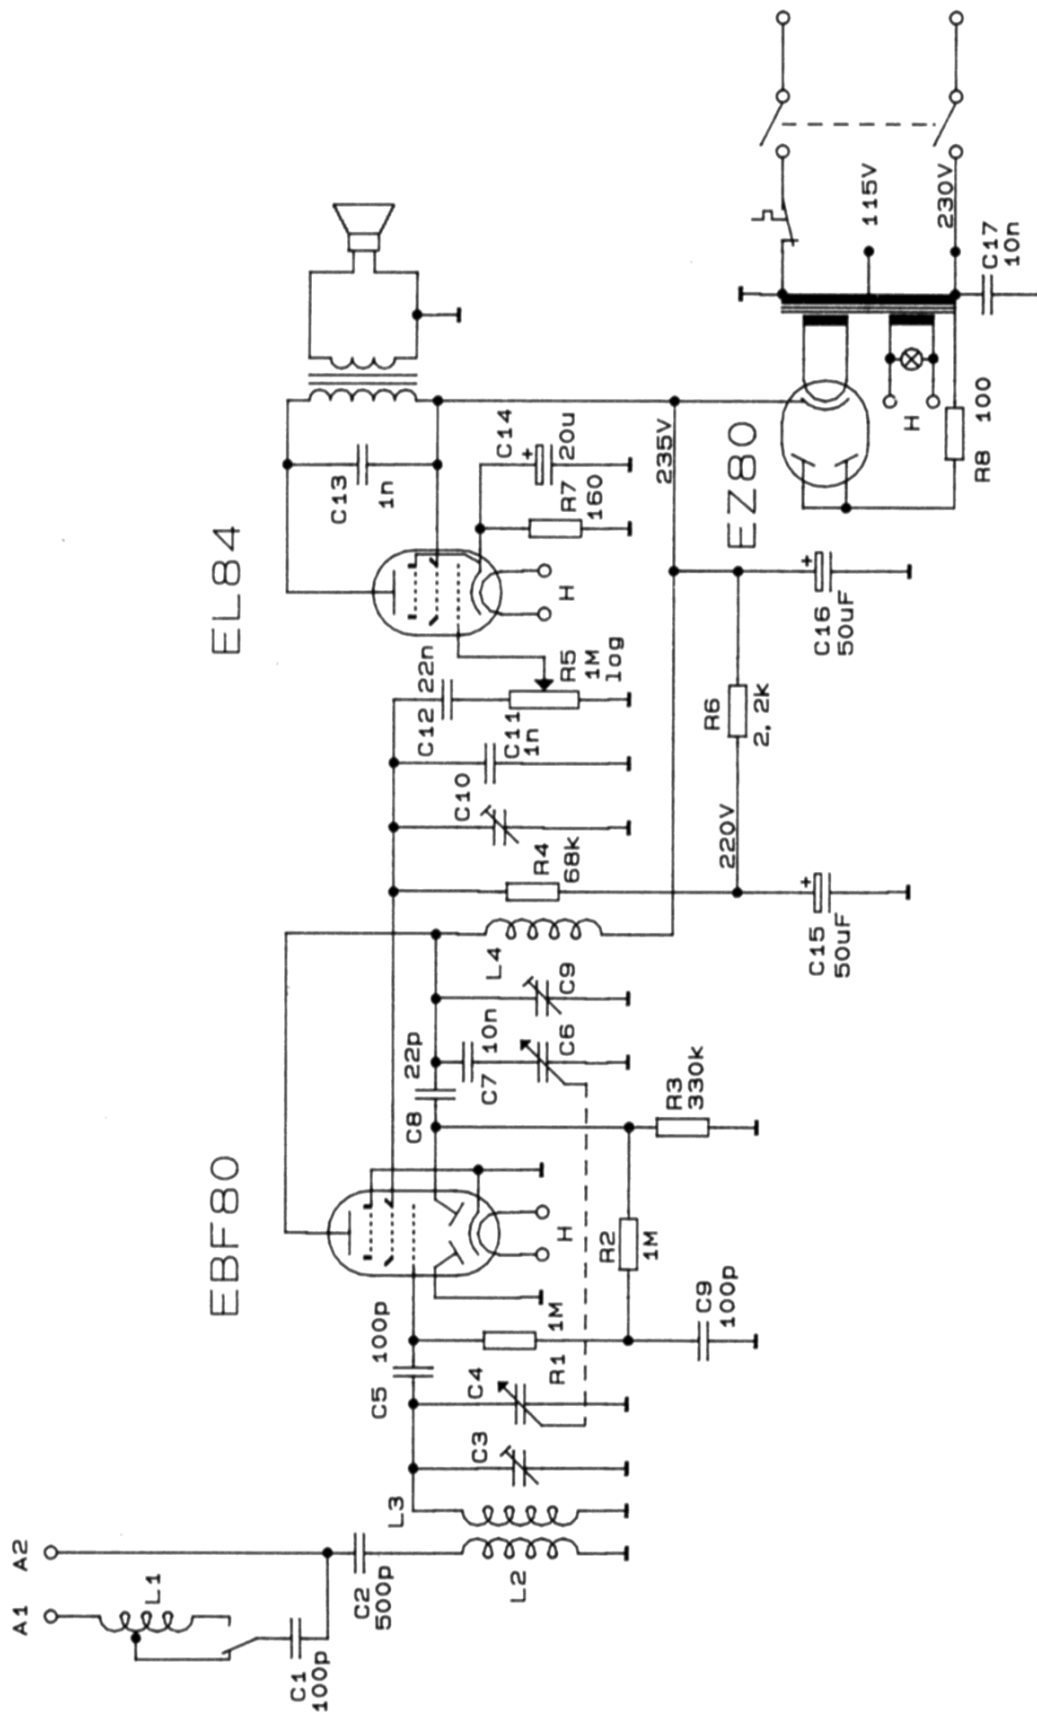 A1
A2
L1
C1
100p
C2
500p
L2
L3
C3
C4
C5
100p
R1
1M
EBF80
H
R2
1M
C9
100p
R3
330k
C8
22p
C7
10n
C6
C9
L4
R4
68k
C10
C11
1n
C12
22n
R5
1M
log
EL84
H
C13
1n
R7
160
C14
+
20u
235V
220V
R6
2,2k
C15
50uF
+
C16
50uF
+
EZ80
H
R8
100
115V
230V
C17
10n